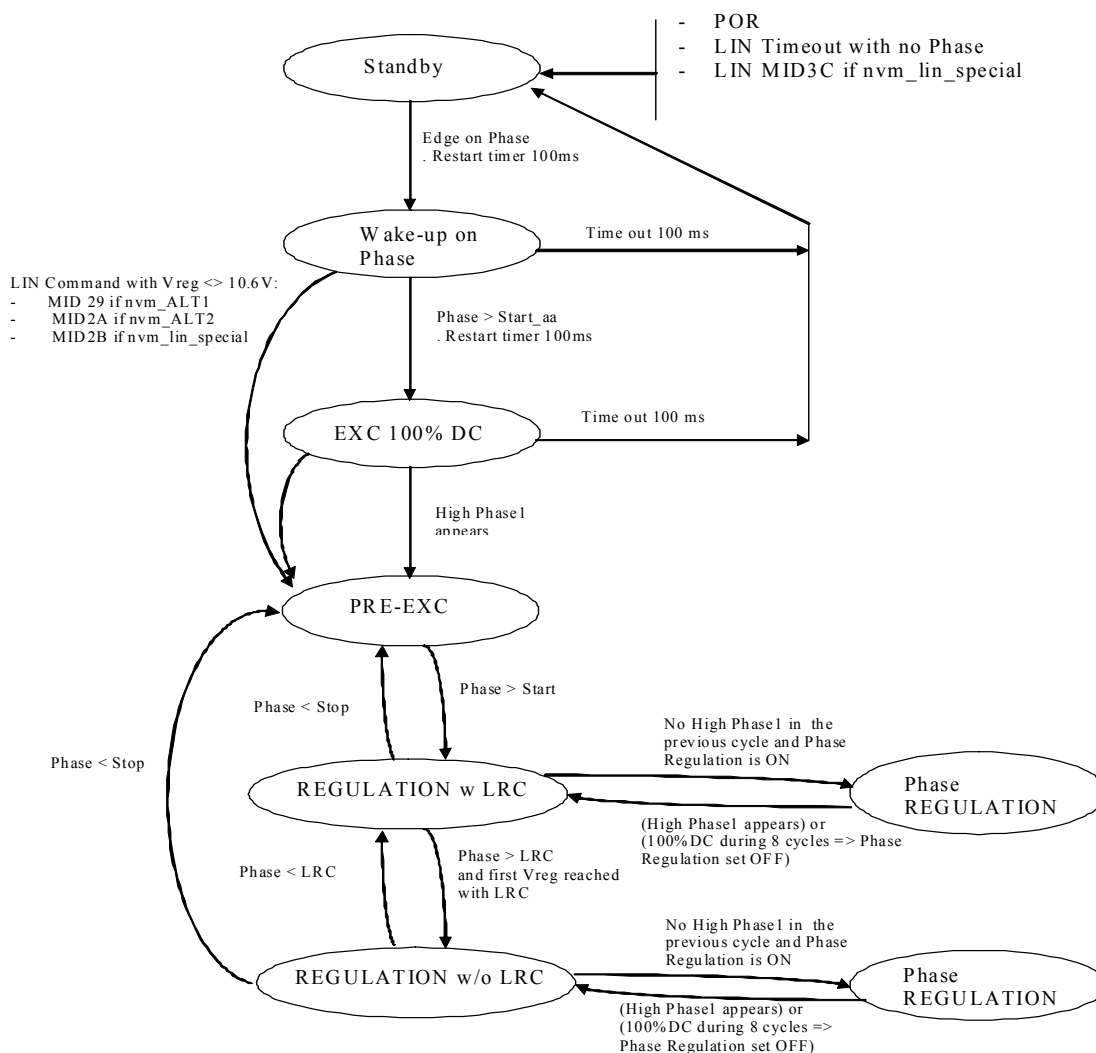 - POR
- LIN Timeout with no Phase
- LIN MID3C if nvm_lin_special
Standby
Edge on Phase
. Restart timer 100ms
Wake-up on
Phase
Time out 100 ms
LIN Command with Vreg <> 10.6V:
- MID 29 if nvm_ALT1
- MID2A if nvm_ALT2
- MID2B if nvm_lin_special
Phase > Start_aa
. Restart timer 100ms
EXC 100% DC
Time out 100 ms
High Phase1
appears
PRE-EXC
Phase < Stop
Phase > Start
Phase < Stop
No High Phase1 in the
previous cycle and Phase
Regulation is ON
REGULATION w LRC
Phase
REGULATION
(High Phase1 appears) or
(100%DC during 8 cycles => Phase
Regulation set OFF)
Phase < LRC
Phase > LRC
and first Vreg reached
with LRC
No High Phase1 in the
previous cycle and Phase
Regulation is ON
REGULATION w/o LRC
Phase
REGULATION
(High Phase1 appears) or
(100%DC during 8 cycles =>
Phase Regulation set OFF)